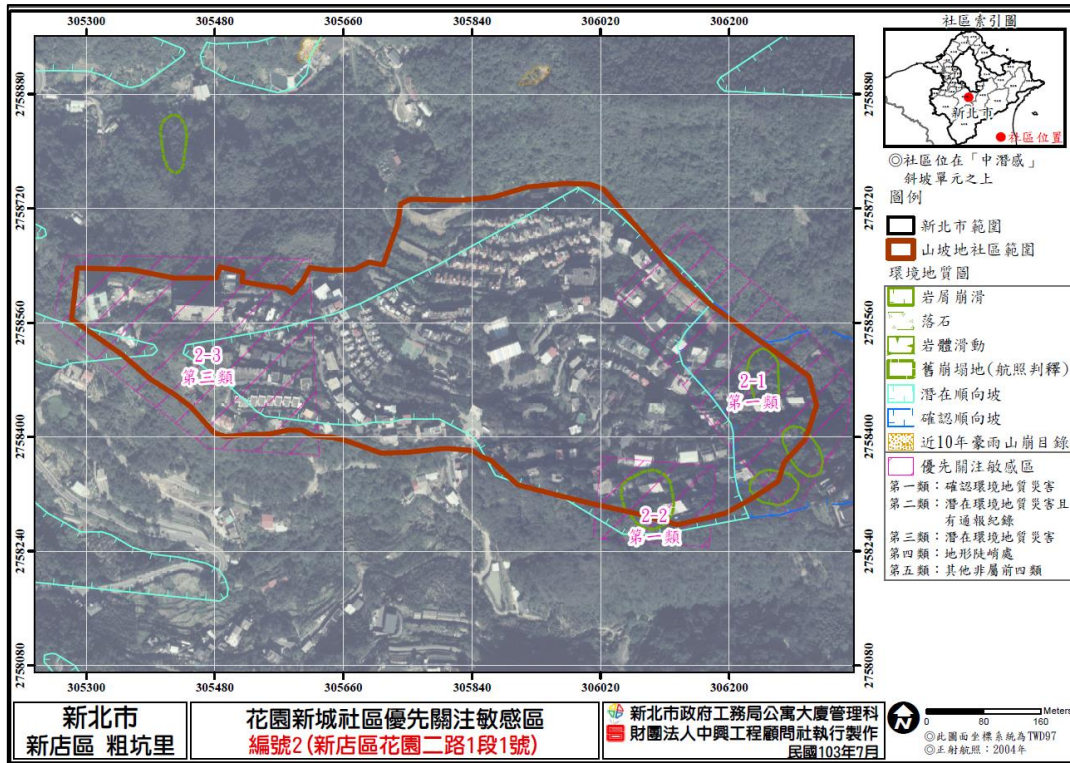 305300 305480 305660 305840 306020 306200
2758880
2758720
2758560
2758400
2758240
2758080
2-3
第三類
2-1
第一類
2-2
第一類
2758880
2758720
2758560
2758400
2758240
2758080
305300 305480 305660 305840 306020 306200
社區索引圖
新北市
社區位置
◎社區位在「中潛感」
斜坡單元之上
圖例
新北市範圍
山坡地社區範圍
環境地質圖
岩屑崩滑
落石
岩體滑動
舊崩塌地(航照判釋)
潛在順向坡
確認順向坡
近10年豪雨山崩目錄
優先關注敏感區
第一類：確認環境地質災害
第二類：潛在環境地質災害且
有通報紀錄
第三類：潛在環境地質災害
第四類：地形陡峭處
第五類：其他非屬前四類
新北市
新店區 粗坑里
花園新城社區優先關注敏感區
編號2(新店區花園二路1段1號)
新北市政府工務局公寓大廈管理科
財團法人中興工程顧問社執行製作
民國103年7月
N
Meters
0 80 160
◎此圖面坐標系統為TWD97
◎正射航照：2004年